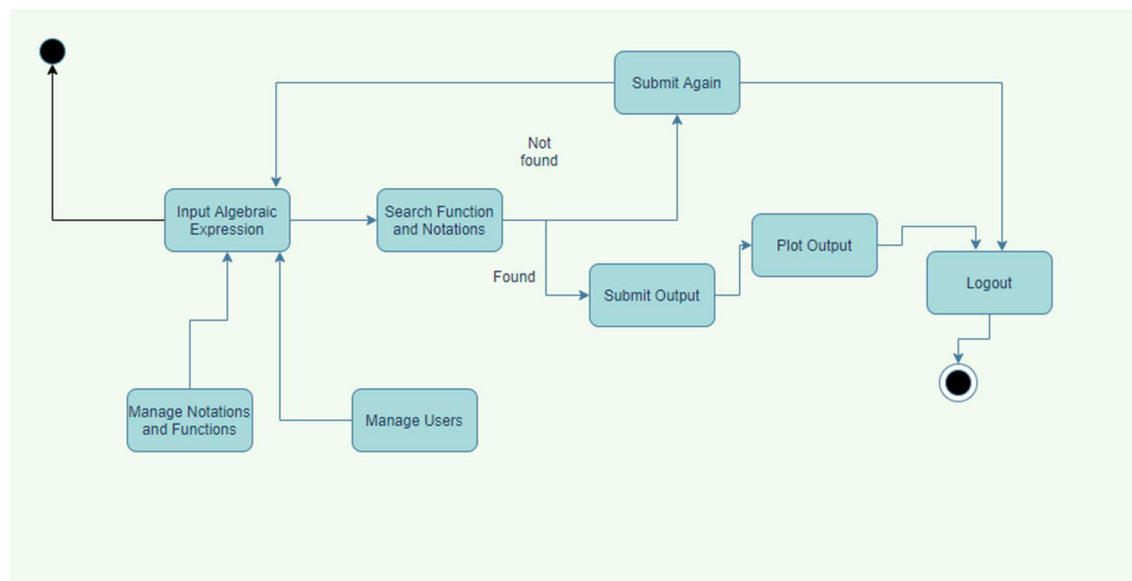 Submit Again
Not
found
Input Algebraic
Expression
Search Function
and Notations
Plot Output
Found
Submit Output
Logout
Manage Notations
and Functions
Manage Users